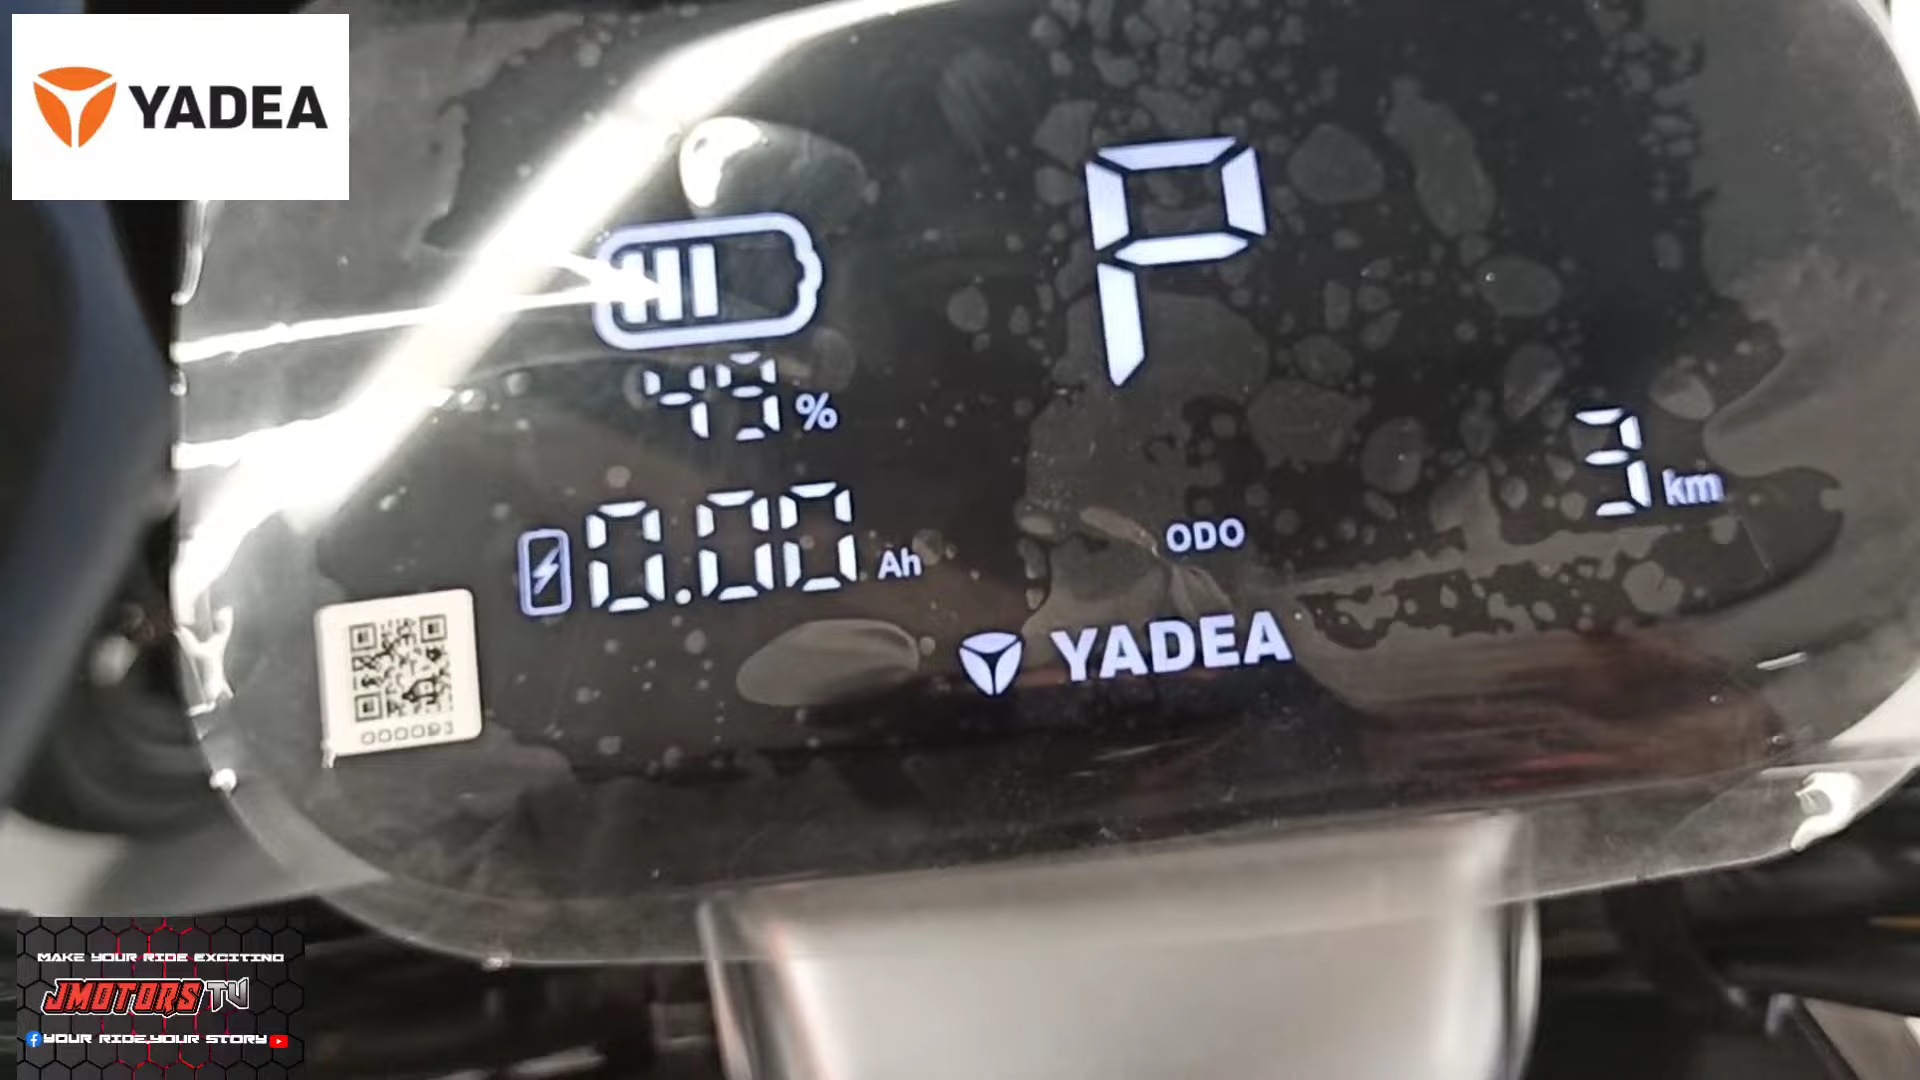 YADEA
P
49 %
3 km
0.00 Ah
ODO
YADEA
000093
MAKE YOUR RIDE EXCITING
JMOTORS TV
YOUR RIDE,YOUR STORY